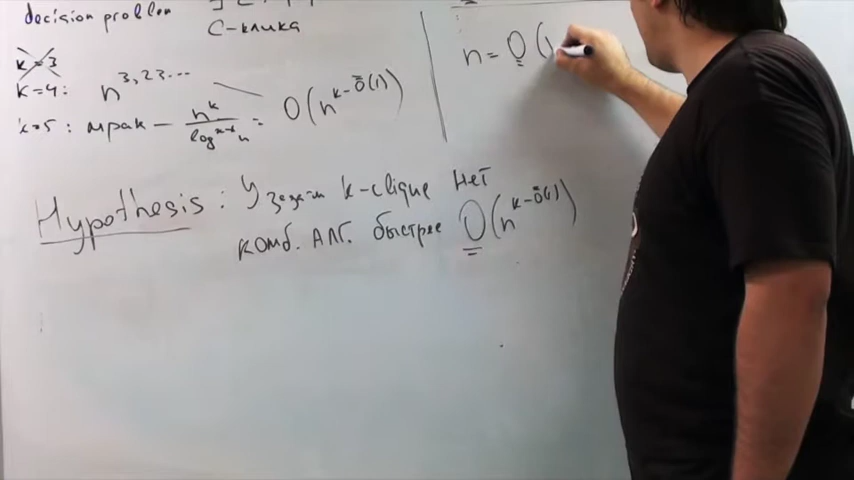 decision problem
C-клика
k=3
k=4: n^3,23...
k=5: мрак - n^k / log n = O(n^k-ō(1))
Hypothesis: У задачи k-clique нет
комб. АЛГ. быстрее O(n^k-ō(1))
n = O(